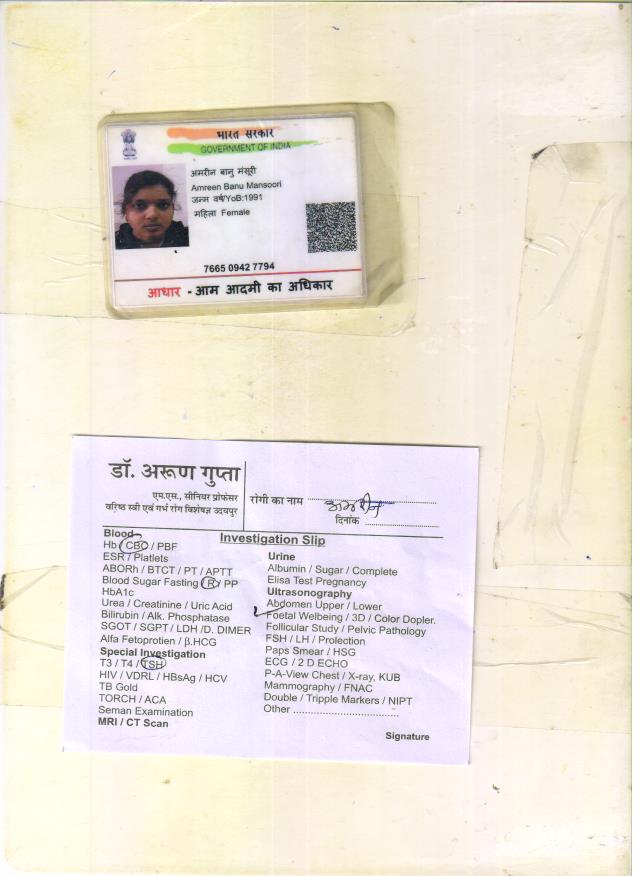 भारत सरकार
GOVERNMENT OF INDIA
अमरीन बानु मंसूरी
Amreen Banu Mansoori
जन्म वर्ष/YoB:1991
महिला Female
7665 0942 7794
आधार - आम आदमी का अधिकार
डॉ. अरूण गुप्ता
एम.एस., सीनियर प्रोफेसर
वरिष्ठ स्त्री एवं गर्भ रोग विशेषज्ञ उदयपुर
रोगी का नाम ............ अमरीन
दिनांक ............
Investigation Slip
Blood
Hb / CBC / PBF
ESR / Platelets
ABORh / BTCT / PT / APTT
Blood Sugar Fasting / R / PP
HbA1c
Urea / Creatinine / Uric Acid
Bilirubin / Alk. Phosphatase
SGOT / SGPT / LDH /D. DIMER
Alfa Fetoprotien / β.HCG
Special Investigation
T3 / T4 / TSH
HIV / VDRL / HBsAg / HCV
TB Gold
TORCH / ACA
Seman Examination
MRI / CT Scan
Urine
Albumin / Sugar / Complete
Elisa Test Pregnancy
Ultrasonography
Abdomen Upper / Lower
Foetal Welbeing / 3D / Color Dopler.
Follicular Study / Pelvic Pathology
FSH / LH / Prolection
Paps Smear / HSG
ECG / 2 D ECHO
P-A-View Chest / X-ray, KUB
Mammography / FNAC
Double / Tripple Markers / NIPT
Other ............
Signature